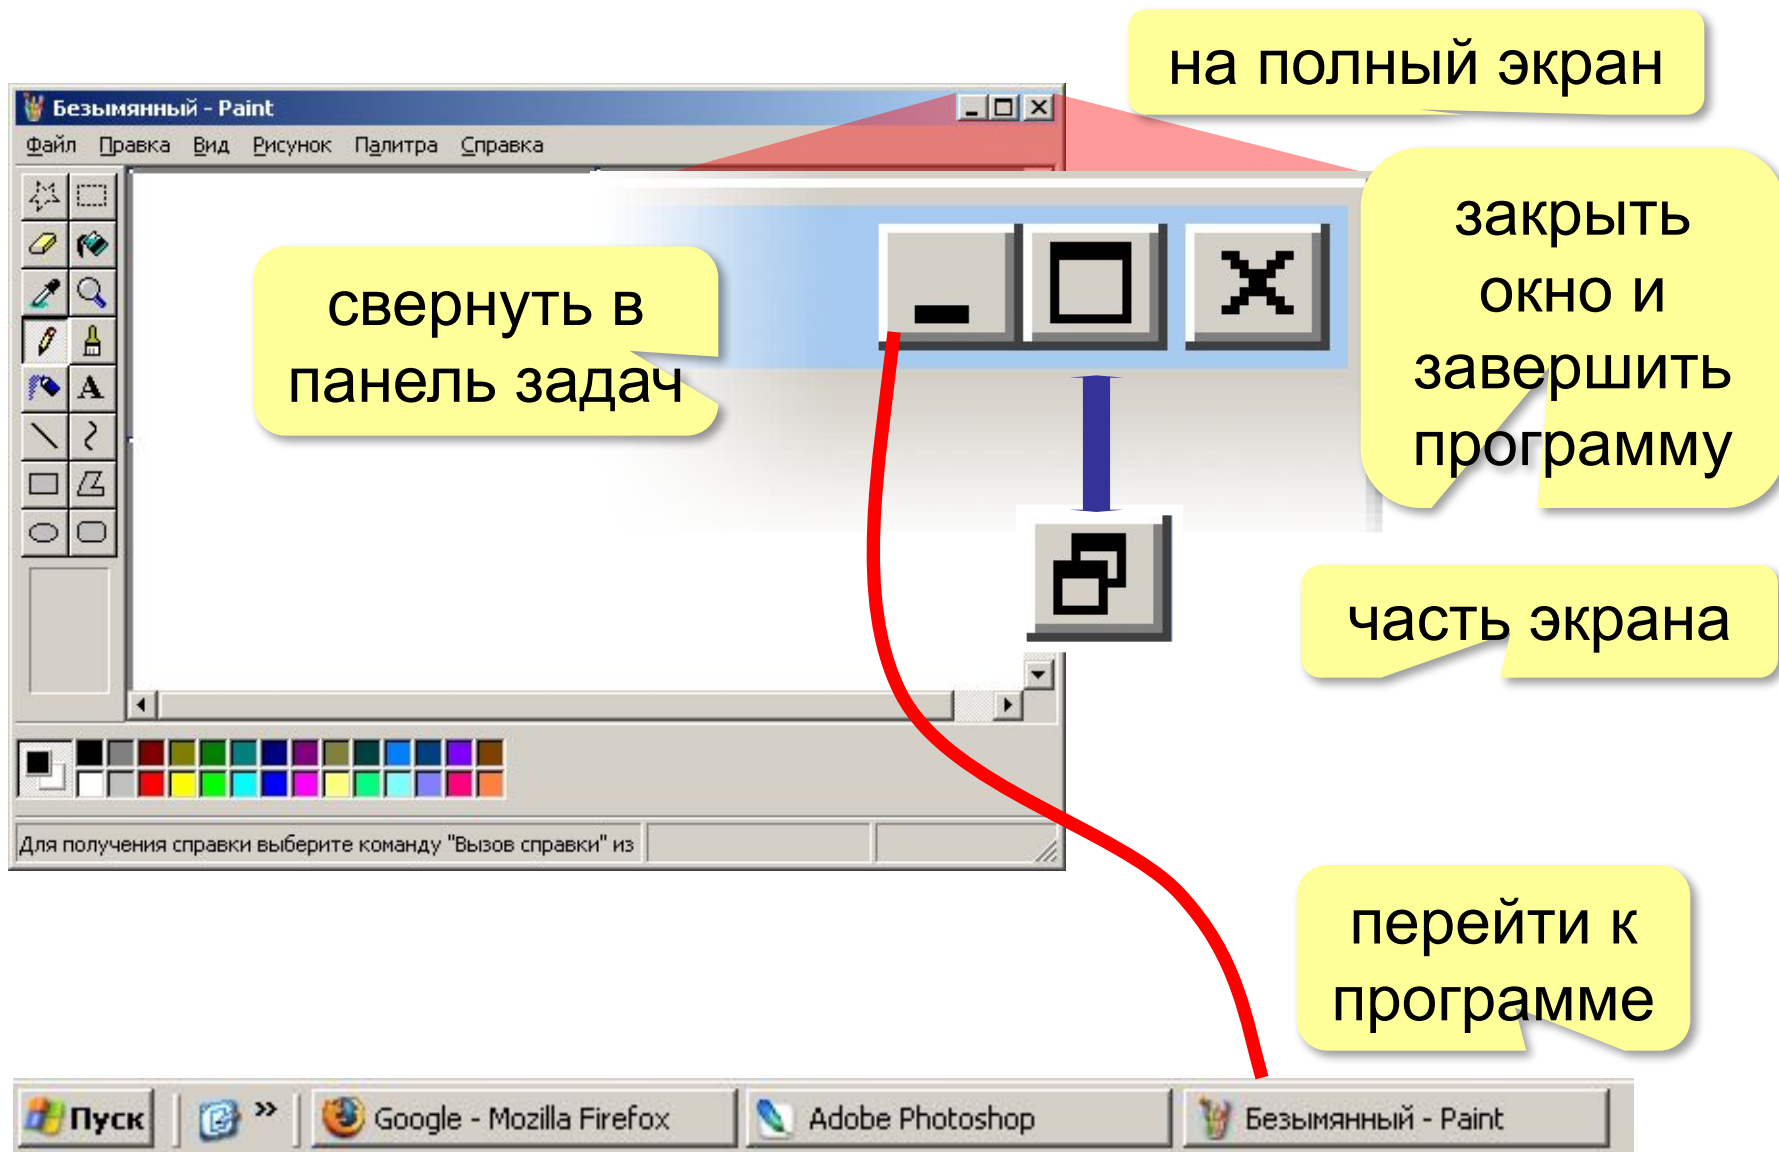 на полный экран
Безымянный - Paint
Файл Правка Вид Рисунок Палитра Справка
закрыть
окно и
завершить
программу
свернуть в
панель задач
A
часть экрана
Для получения справки выберите команду "Вызов справки" из
перейти к
программе
Пуск » Google - Mozilla Firefox Adobe Photoshop Безымянный - Paint